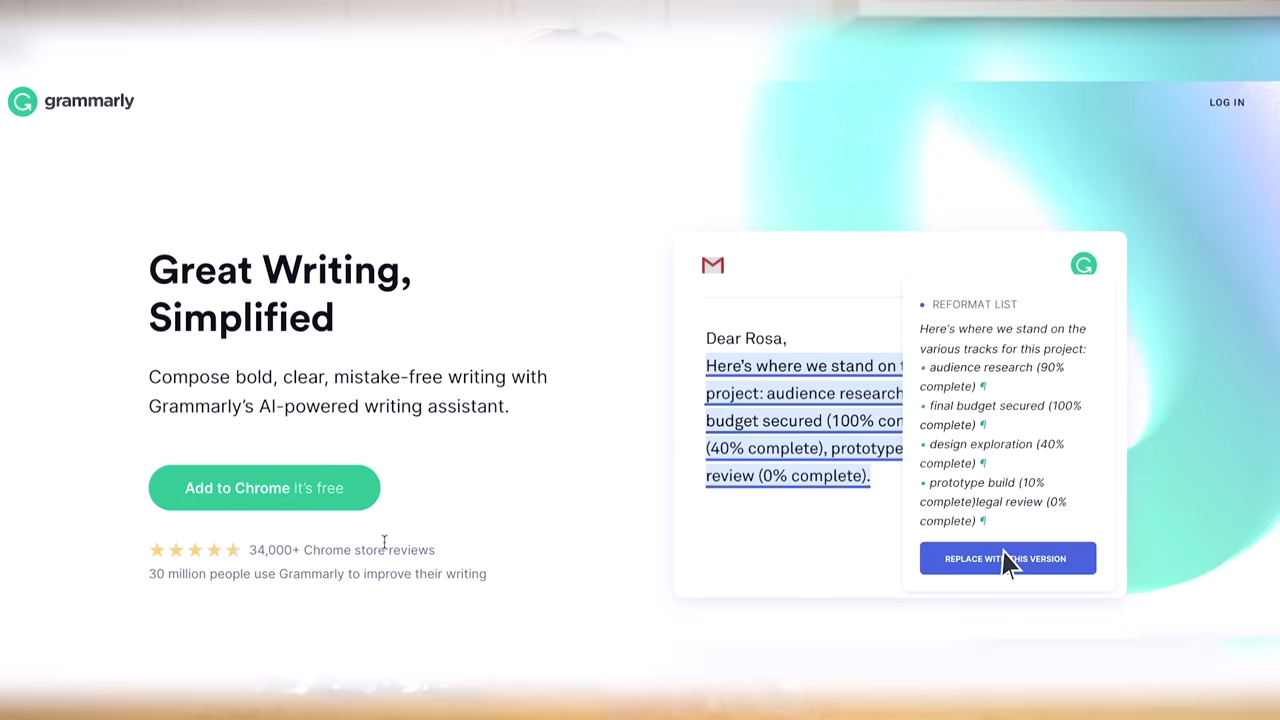 grammarly
LOG IN
Great Writing,
Simplified
Compose bold, clear, mistake-free writing with
Grammarly's AI-powered writing assistant.
Add to Chrome It's free
34,000+ Chrome store reviews
30 million people use Grammarly to improve their writing
Dear Rosa,
Here's where we stand on
project: audience research
budget secured (100%
(40% complete), prototype
review (0% complete).
REFORMAT LIST
Here's where we stand on the
various tracks for this project:
• audience research (90%
complete) ¶
• final budget secured (100%
complete) ¶
• design exploration (40%
complete) ¶
• prototype build (10%
complete)legal review (0%
complete) ¶
REPLACE WITH THIS VERSION